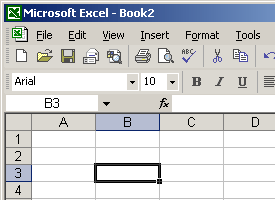 Microsoft Excel - Book2
File Edit View Insert Format Tools
Arial 10 B I U
B3 fx
A B C D
1
2
3
4